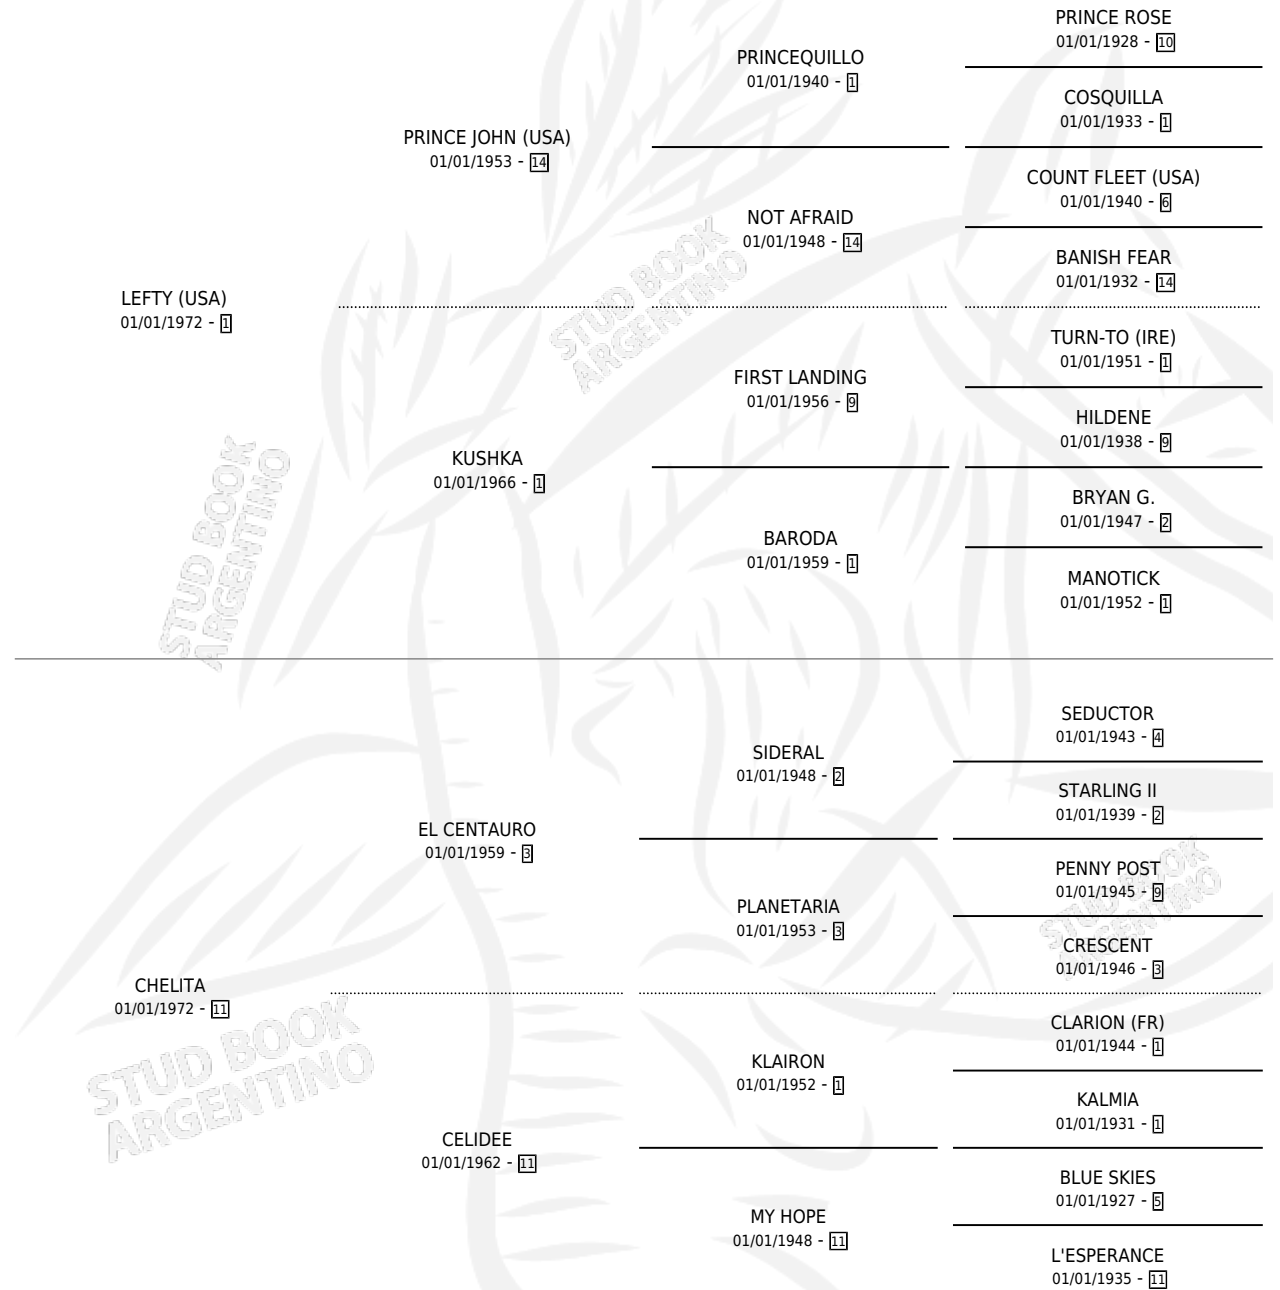 PRINCE ROSE
01/01/1928 - 10
PRINCEQUILLO
01/01/1940 - 1
COSQUILLA
01/01/1933 - 1
PRINCE JOHN (USA)
01/01/1953 - 14
COUNT FLEET (USA)
01/01/1940 - 6
NOT AFRAID
01/01/1948 - 14
BANISH FEAR
01/01/1932 - 14
LEFTY (USA)
01/01/1972 - 1
STUD BOOK
ARGENTINO
TURN-TO (IRE)
01/01/1951 - 1
FIRST LANDING
01/01/1956 - 9
HILDENE
01/01/1938 - 9
KUSHKA
01/01/1966 - 1
BRYAN G.
01/01/1947 - 2
BARODA
01/01/1959 - 1
MANOTICK
01/01/1952 - 1
STUD BOOK
ARGENTINO
SEDUCTOR
01/01/1943 - 4
SIDERAL
01/01/1948 - 2
STARLING II
01/01/1939 - 2
EL CENTAURO
01/01/1959 - 3
PENNY POST
01/01/1945 - 9
PLANETARIA
01/01/1953 - 3
CRESCENT
01/01/1946 - 3
STUD BOOK
ARGENTINO
CHELITA
01/01/1972 - 11
STUD BOOK
ARGENTINO
CLARION (FR)
01/01/1944 - 1
KLAIRON
01/01/1952 - 1
KALMIA
01/01/1931 - 1
CELIDEE
01/01/1962 - 11
BLUE SKIES
01/01/1927 - 5
MY HOPE
01/01/1948 - 11
L'ESPERANCE
01/01/1935 - 11